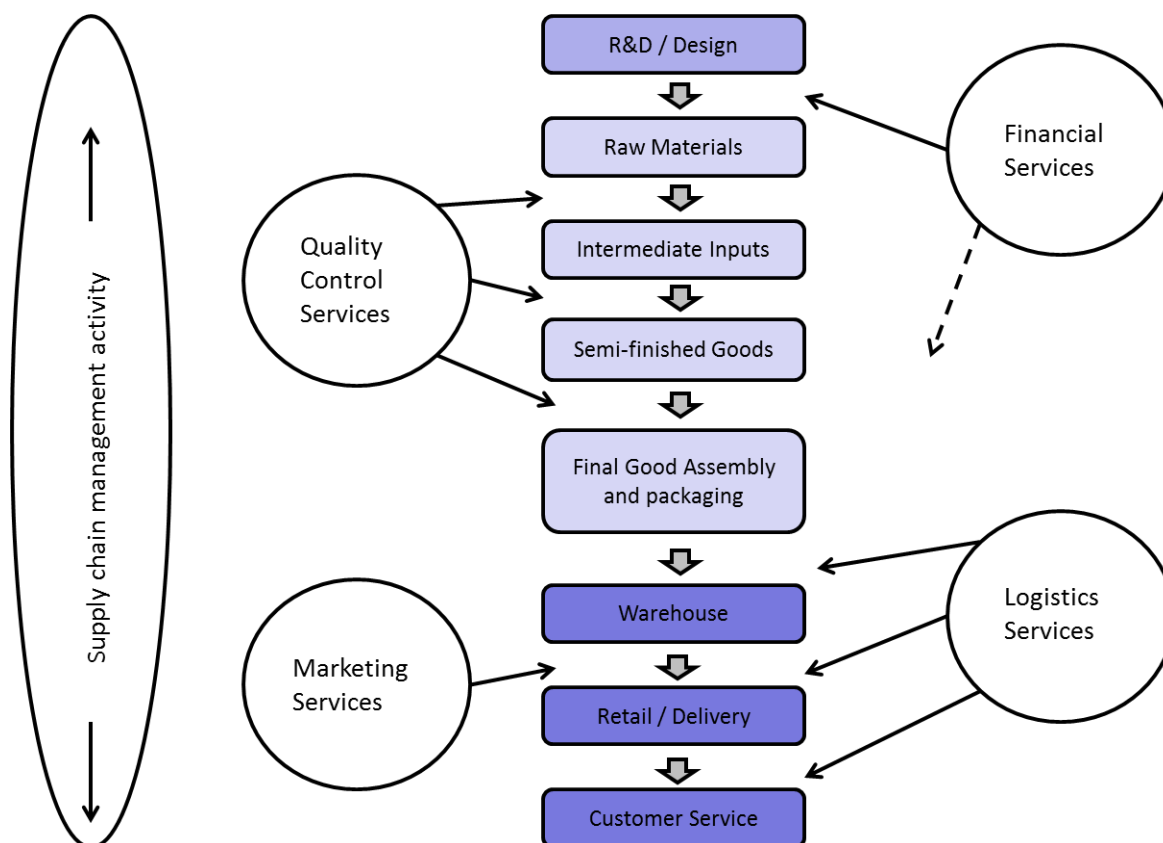 R&D / Design
Raw Materials
Intermediate Inputs
Semi-finished Goods
Final Good Assembly
and packaging
Warehouse
Retail / Delivery
Customer Service
Supply chain management activity
Quality
Control
Services
Marketing
Services
Financial
Services
Logistics
Services